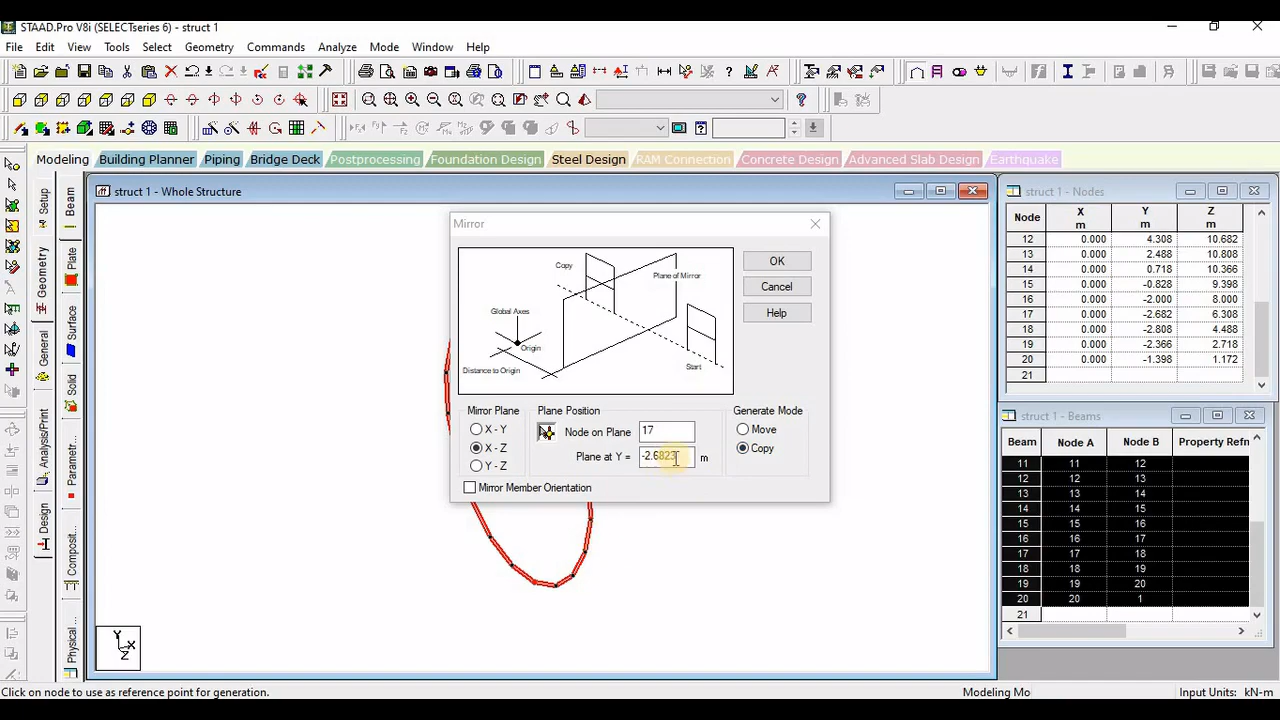 STAAD.Pro V8i (SELECTseries 6) - struct 1
File Edit View Tools Select Geometry Commands Analyze Mode Window Help
Modeling Building Planner Piping Bridge Deck Postprocessing Foundation Design Steel Design RAM Connection Concrete Design Advanced Slab Design Earthquake
Setup
Geometry
General
Analysis/Print
Design
Beam
Plate
Surface
Solid
Parametric ...
Composit...
Physical ...
struct 1 - Whole Structure
Y
X
Z
Mirror
Copy
Plane of Mirror
Global Axes
Origin
Distance to Origin
Start
OK
Cancel
Help
Mirror Plane
X - Y
X - Z
Y - Z
Plane Position
Node on Plane 17
Plane at Y = -2.6823 m
Generate Mode
Move
Copy
Mirror Member Orientation
struct 1 - Nodes
Node X m Y m Z m
12 0.000 4.308 10.682
13 0.000 2.488 10.808
14 0.000 0.718 10.366
15 0.000 -0.828 9.398
16 0.000 -2.000 8.000
17 0.000 -2.682 6.308
18 0.000 -2.808 4.488
19 0.000 -2.366 2.718
20 0.000 -1.398 1.172
21
struct 1 - Beams
Beam Node A Node B Property Refn
11 11 12
12 12 13
13 13 14
14 14 15
15 15 16
16 16 17
17 17 18
18 18 19
19 19 20
20 20 1
21
Click on node to use as reference point for generation.
Modeling Mo
Input Units: kN-m